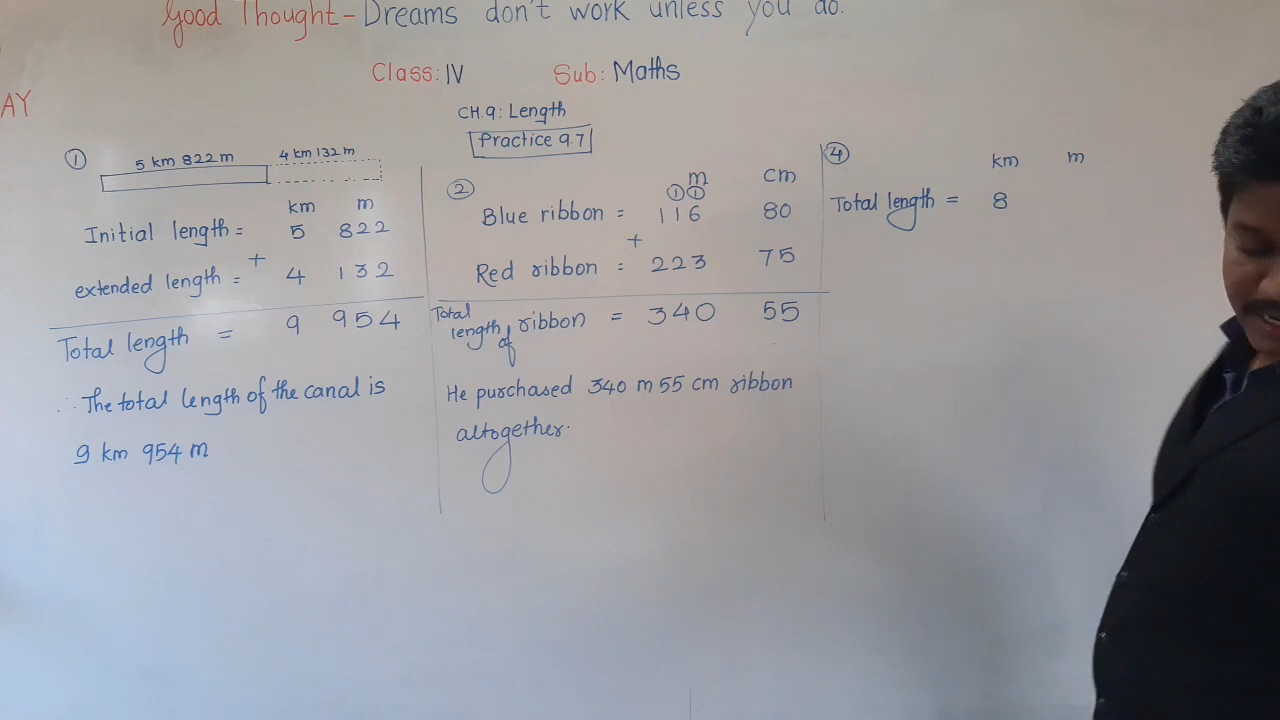 Good Thought- Dreams don't work unless you do.
Class: IV Sub: Maths
AY
CH.9: Length
Practice 9.7
① 5 km 822 m 4 km 132 m
km m
Initial length = 5 822
+
extended length = 4 132
Total length = 9 954
∴ The total length of the canal is
9 km 954 m
② m cm
① ①
Blue ribbon = 116 80
+
Red ribbon = 223 75
Total length of ribbon = 340 55
He purchased 340 m 55 cm ribbon
altogether.
④ km m
Total length = 8